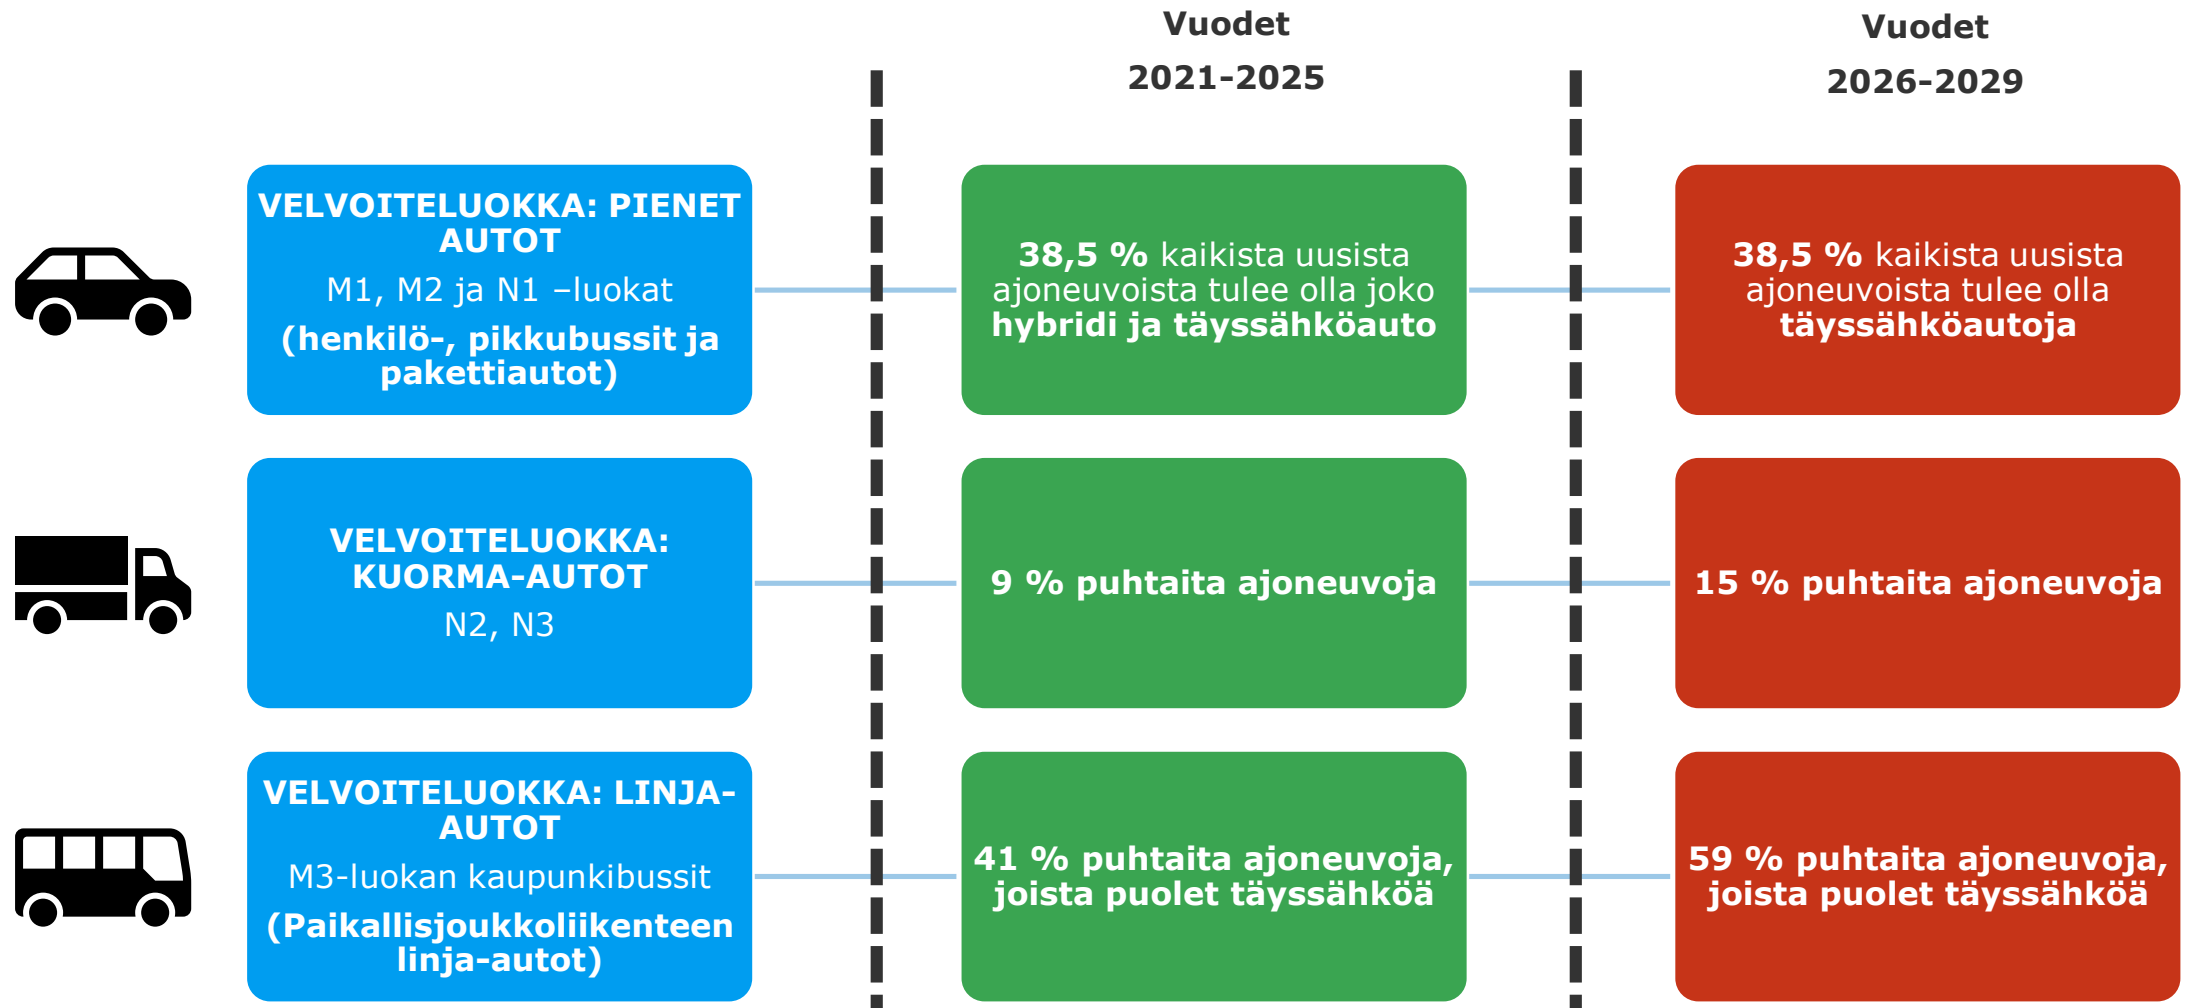 Vuodet
2021-2025
Vuodet
2026-2029
VELVOITELUOKKA: PIENET
AUTOT
M1, M2 ja N1 –luokat
(henkilö-, pikkubussit ja
pakettiautot)
38,5 % kaikista uusista
ajoneuvoista tulee olla joko
hybridi ja täyssähköauto
38,5 % kaikista uusista
ajoneuvoista tulee olla
täyssähköautoja
VELVOITELUOKKA:
KUORMA-AUTOT
N2, N3
9 % puhtaita ajoneuvoja
15 % puhtaita ajoneuvoja
VELVOITELUOKKA: LINJA-
AUTOT
M3-luokan kaupunkibussit
(Paikallisjoukkoliikenteen
linja-autot)
41 % puhtaita ajoneuvoja,
joista puolet täyssähköä
59 % puhtaita ajoneuvoja,
joista puolet täyssähköä